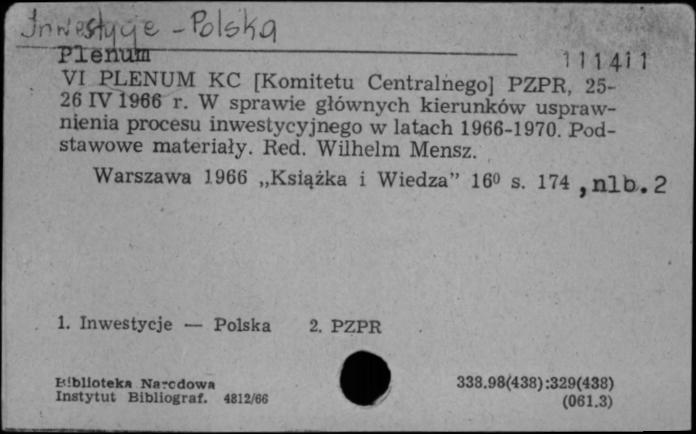 Inwestycje - Polska
Plenum 111411
VI PLENUM KC [Komitetu Centralnego] PZPR, 25-
26 IV 1966 r. W sprawie głównych kierunków uspraw-
nienia procesu inwestycyjnego w latach 1966-1970. Pod-
stawowe materiały. Red. Wilhelm Mensz.
Warszawa 1966 „Książka i Wiedza” 16⁰ s. 174 , nlb. 2
1. Inwestycje — Polska 2. PZPR
Biblioteka Narodowa 338.98(438):329(438)
Instytut Bibliograf. 4812/66 (061.3)